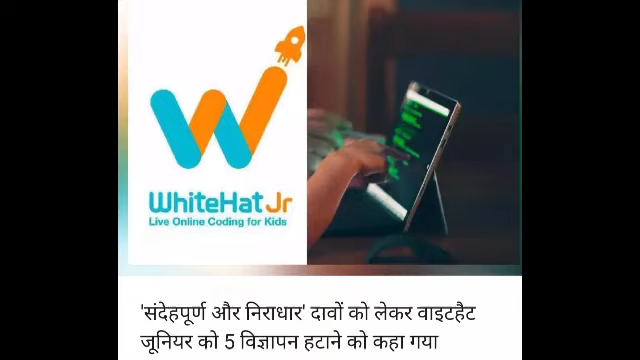 WhiteHat Jr
Live Online Coding for Kids
'संदेहपूर्ण और निराधार' दावों को लेकर वाइटहैट
जूनियर को 5 विज्ञापन हटाने को कहा गया